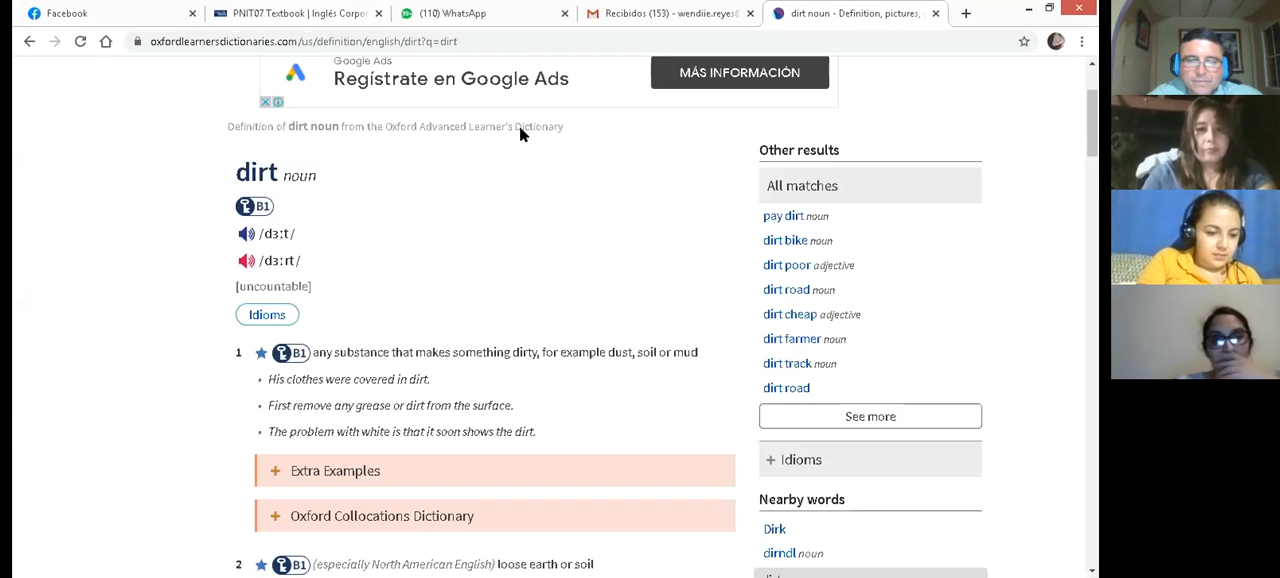 Facebook
PNIT07 Textbook | Inglés Corpo
(110) WhatsApp
Recibidos (153) - wendiie.reyes@
dirt noun - Definition, pictures,
oxfordlearnersdictionaries.com/us/definition/english/dirt?q=dirt
Google Ads
Regístrate en Google Ads
MÁS INFORMACIÓN
Definition of dirt noun from the Oxford Advanced Learner's Dictionary
dirt noun
B1
/dɜːt/
/dɜːrt/
[uncountable]
Idioms
1 B1 any substance that makes something dirty, for example dust, soil or mud
• His clothes were covered in dirt.
• First remove any grease or dirt from the surface.
• The problem with white is that it soon shows the dirt.
+ Extra Examples
+ Oxford Collocations Dictionary
2 B1 (especially North American English) loose earth or soil
Other results
All matches
pay dirt noun
dirt bike noun
dirt poor adjective
dirt road noun
dirt cheap adjective
dirt farmer noun
dirt track noun
dirt road
See more
+ Idioms
Nearby words
Dirk
dirndl noun